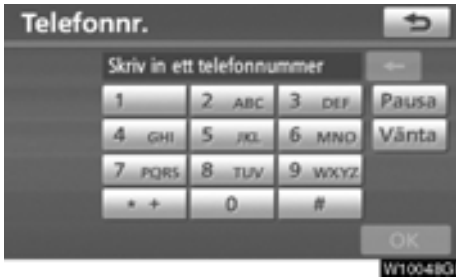 Telefonnr.
Skriv in ett telefonnummer
1 2 ABC 3 DEF Pausa
4 GHI 5 JKL 6 MNO Vänta
7 PQRS 8 TUV 9 WXYZ
* + 0 #
OK
W10048G